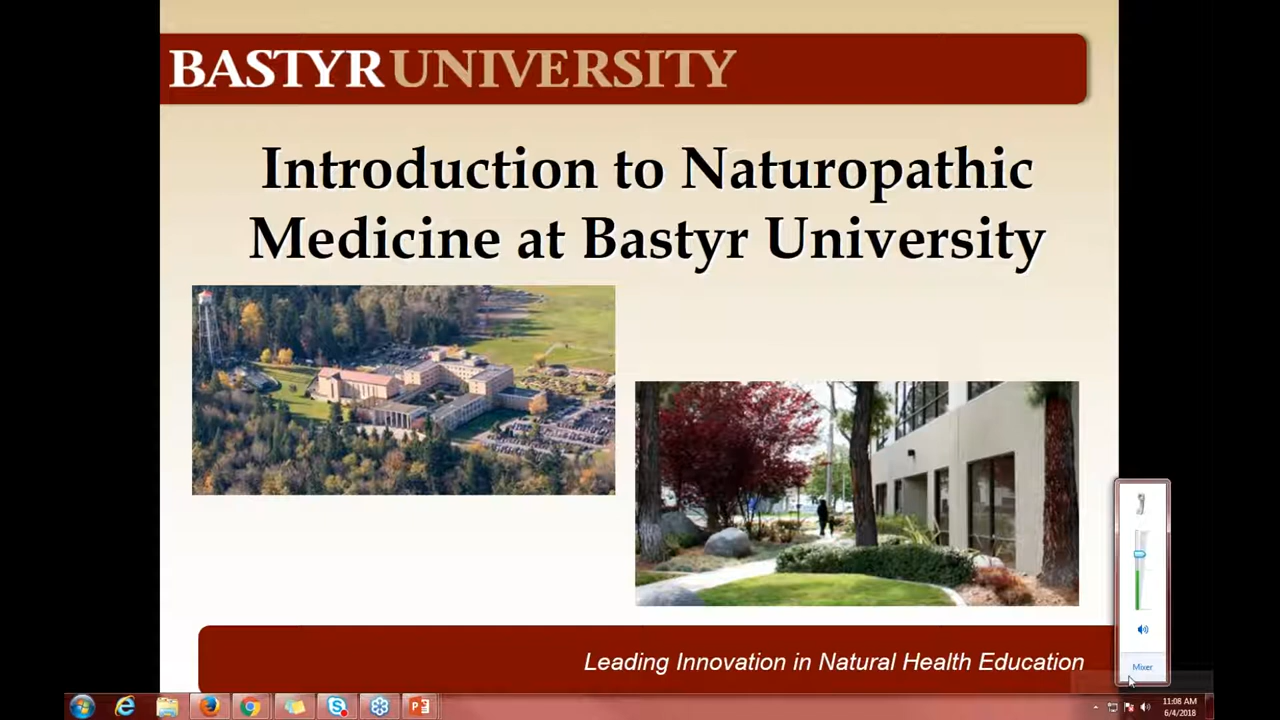 BASTYR UNIVERSITY
Introduction to Naturopathic
Medicine at Bastyr University
Leading Innovation in Natural Health Education
Mixer
11:08 AM
6/4/2018